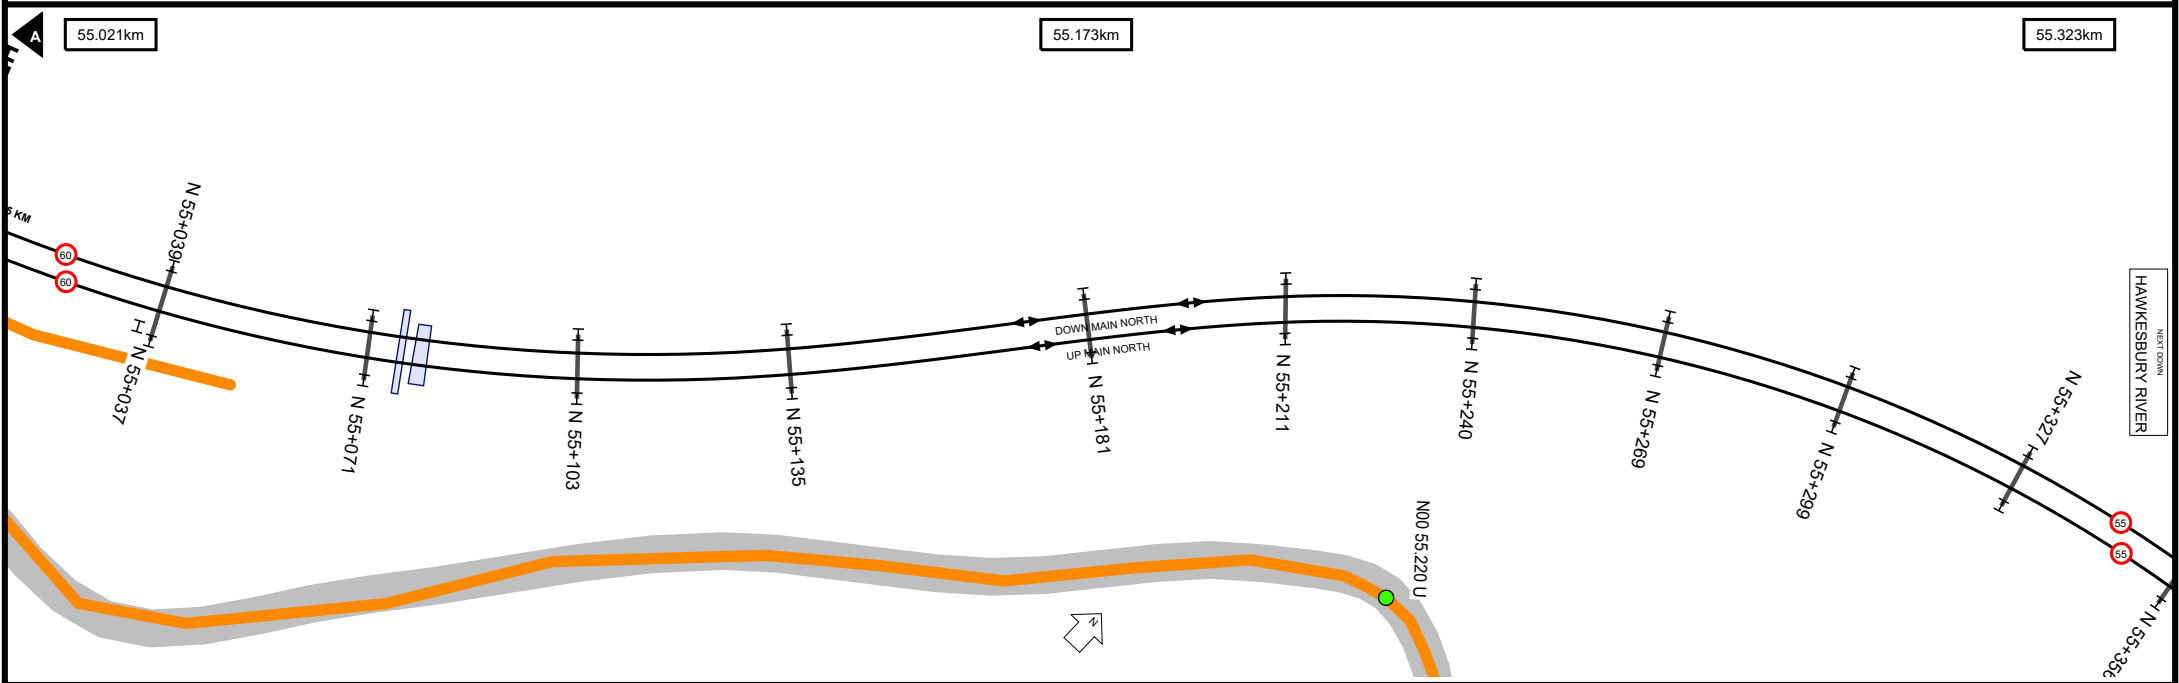 A
55.021km
55.173km
55.323km
5 KM
60
60
N 55+039
N 55+037
N 55+071
N 55+103
N 55+135
DOWN MAIN NORTH
UP MAIN NORTH
N 55+181
N 55+211
N 55+240
N 55+269
N 55+299
N 55+327
NEXT DOWN
HAWKESBURY RIVER
55
55
N00 55.220 U
N